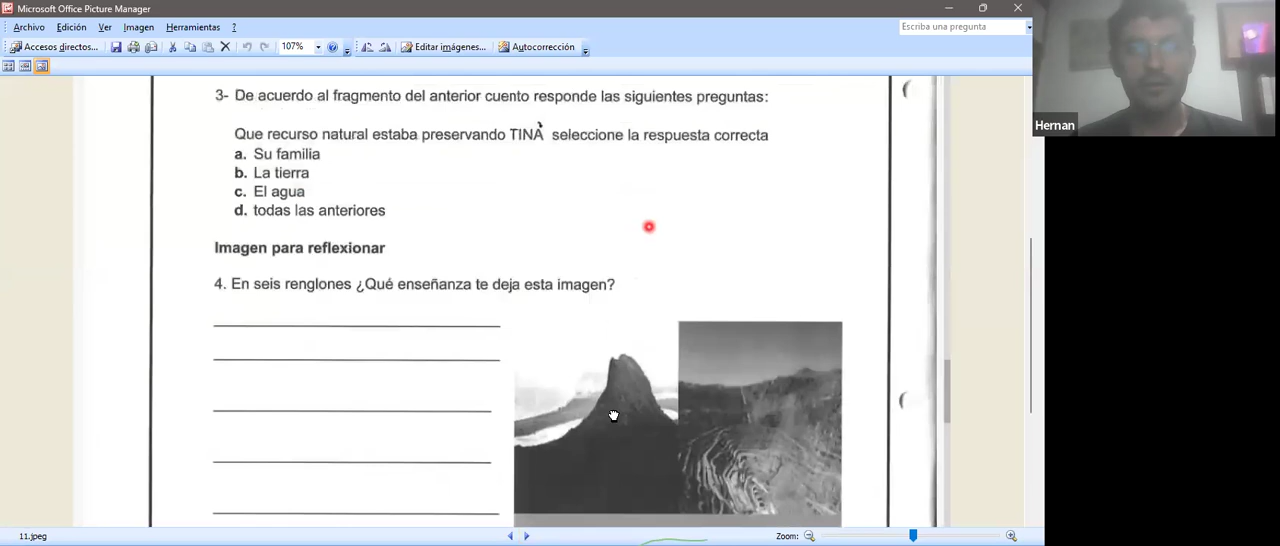 Microsoft Office Picture Manager
Archivo Edición Ver Imagen Herramientas ?
Escriba una pregunta
Accesos directos... 107% Editar imágenes... Autocorrección
Hernan
3- De acuerdo al fragmento del anterior cuento responde las siguientes preguntas:
Que recurso natural estaba preservando TINÀ seleccione la respuesta correcta
a. Su familia
b. La tierra
c. El agua
d. todas las anteriores
Imagen para reflexionar
4. En seis renglones ¿Qué enseñanza te deja esta imagen?
11.jpeg
Zoom: